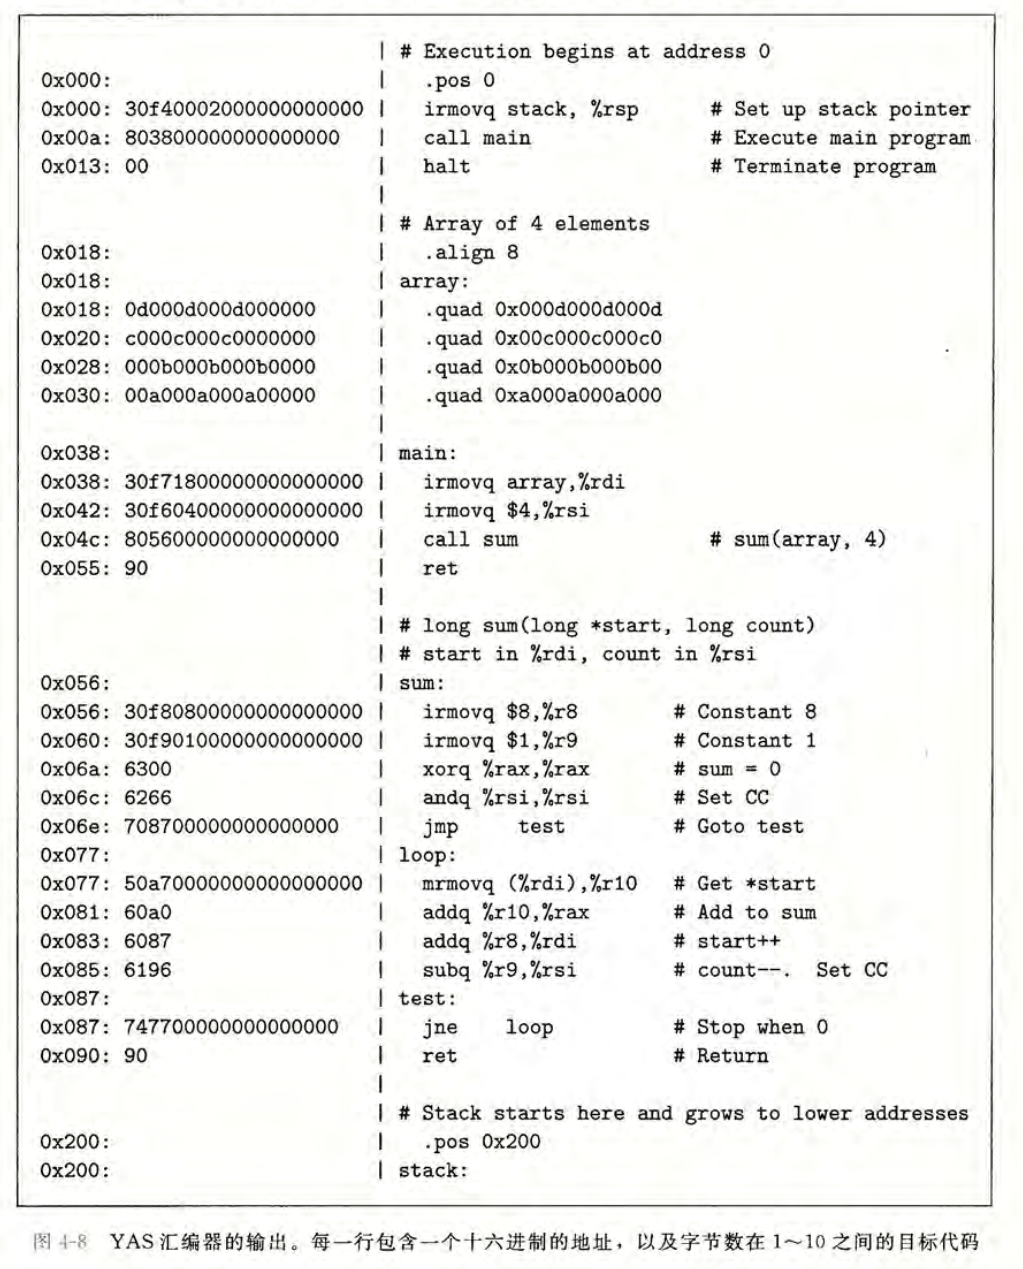 | # Execution begins at address 0
0x000: | .pos 0
0x000: 30f40002000000000000 | irmovq stack, %rsp # Set up stack pointer
0x00a: 803800000000000000 | call main # Execute main program
0x013: 00 | halt # Terminate program
|
| # Array of 4 elements
0x018: | .align 8
0x018: | array:
0x018: 0d000d000d000000 | .quad 0x000d000d000d
0x020: c000c000c0000000 | .quad 0x00c000c000c0
0x028: 000b000b000b0000 | .quad 0x0b000b000b00
0x030: 00a000a000a00000 | .quad 0xa000a000a000
|
0x038: | main:
0x038: 30f71800000000000000 | irmovq array,%rdi
0x042: 30f60400000000000000 | irmovq $4,%rsi
0x04c: 805600000000000000 | call sum # sum(array, 4)
0x055: 90 | ret
|
| # long sum(long *start, long count)
| # start in %rdi, count in %rsi
0x056: | sum:
0x056: 30f80800000000000000 | irmovq $8,%r8 # Constant 8
0x060: 30f90100000000000000 | irmovq $1,%r9 # Constant 1
0x06a: 6300 | xorq %rax,%rax # sum = 0
0x06c: 6266 | andq %rsi,%rsi # Set CC
0x06e: 708700000000000000 | jmp test # Goto test
0x077: | loop:
0x077: 50a70000000000000000 | mrmovq (%rdi),%r10 # Get *start
0x081: 60a0 | addq %r10,%rax # Add to sum
0x083: 6087 | addq %r8,%rdi # start++
0x085: 6196 | subq %r9,%rsi # count--. Set CC
0x087: | test:
0x087: 747700000000000000 | jne loop # Stop when 0
0x090: 90 | ret # Return
|
| # Stack starts here and grows to lower addresses
0x200: | .pos 0x200
0x200: | stack:
图 4-8 YAS 汇编器的输出。每一行包含一个十六进制的地址，以及字节数在 1～10 之间的目标代码